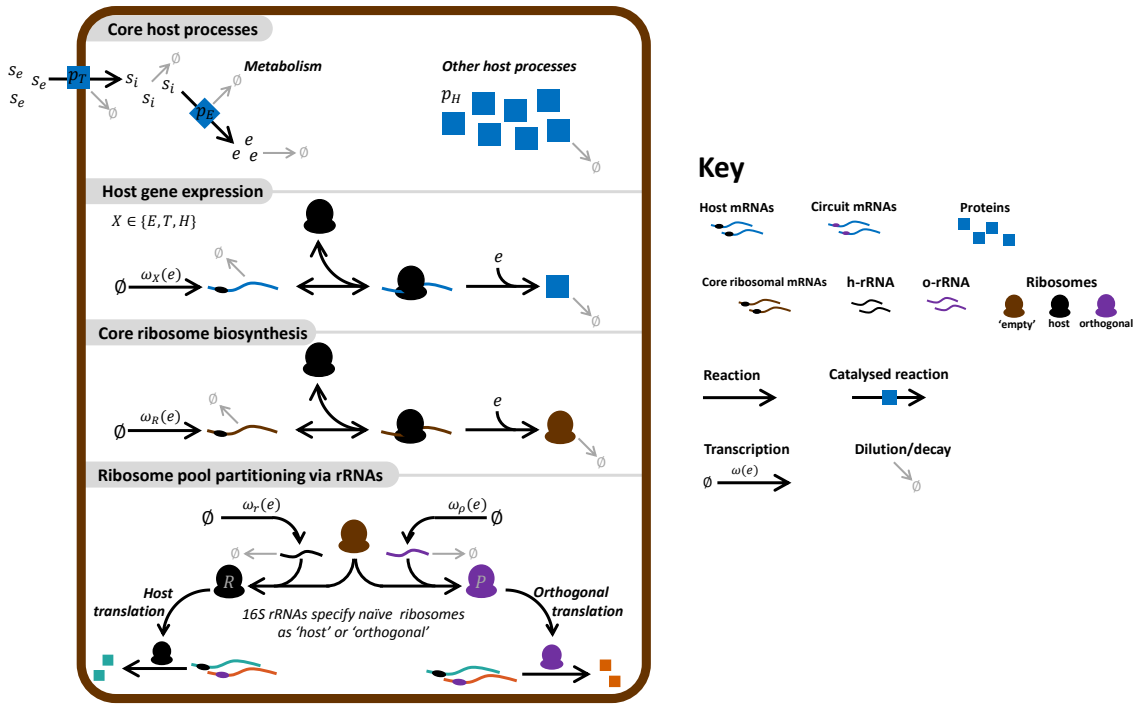 Core host processes
s_e s_e p_T s_i s_i ∅
s_e s_i ∅
Metabolism
∅
p_E
e
e e ∅
Other host processes
p_H
∅
Host gene expression
X ∈ {E, T, H}
∅ ω_X(e) ∅ e
∅
Core ribosome biosynthesis
∅ ω_R(e) ∅ e
∅
Ribosome pool partitioning via rRNAs
∅ ω_r(e) ω_ρ(e) ∅
∅ ∅
R P
Host
translation
16S rRNAs specify naïve ribosomes
as ‘host’ or ‘orthogonal’
Orthogonal
translation
Key
Host mRNAs Circuit mRNAs Proteins
Core ribosomal mRNAs h-rRNA o-rRNA Ribosomes
‘empty’ host orthogonal
Reaction Catalysed reaction
Transcription Dilution/decay
∅ ω(e) ∅